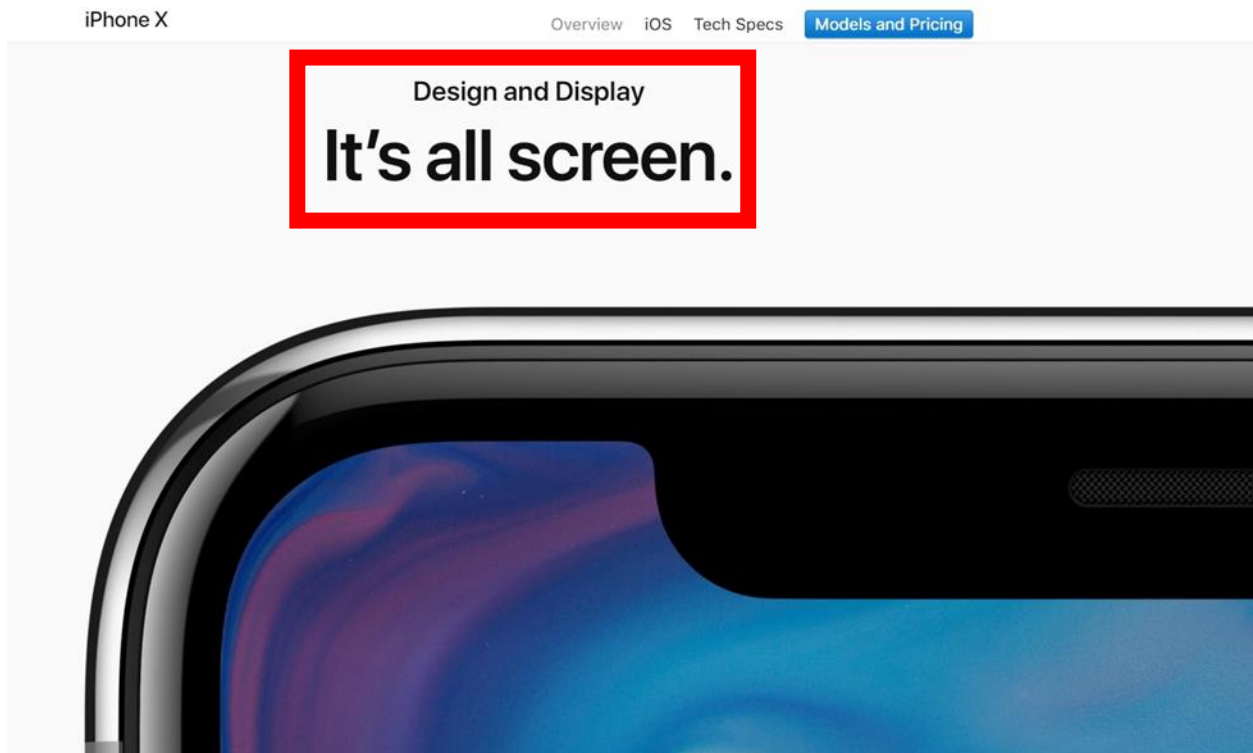 iPhone X
Overview iOS Tech Specs Models and Pricing
Design and Display
It's all screen.